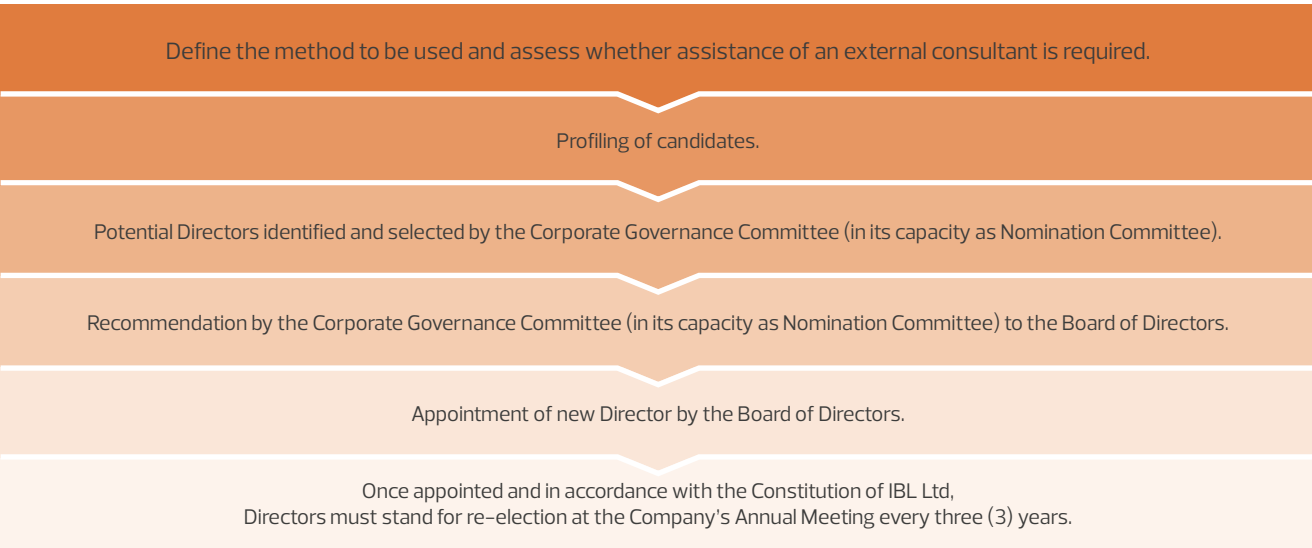 Define the method to be used and assess whether assistance of an external consultant is required.
Profiling of candidates.
Potential Directors identified and selected by the Corporate Governance Committee (in its capacity as Nomination Committee).
Recommendation by the Corporate Governance Committee (in its capacity as Nomination Committee) to the Board of Directors.
Appointment of new Director by the Board of Directors.
Once appointed and in accordance with the Constitution of IBL Ltd,
Directors must stand for re-election at the Company's Annual Meeting every three (3) years.